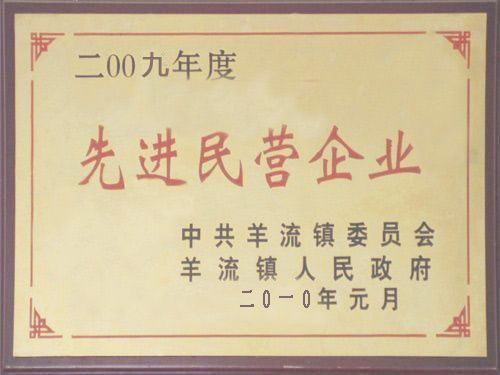 二00九年度
先进民营企业
中共羊流镇委员会
羊流镇人民政府
二0一0年元月